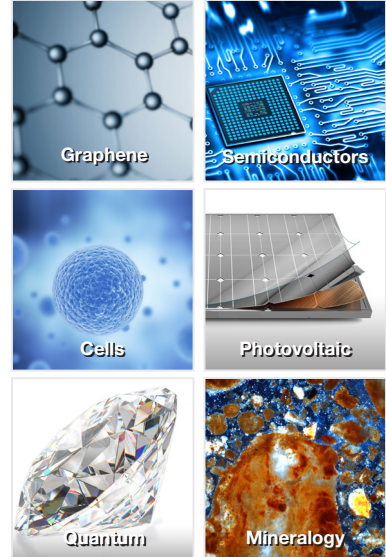 Graphene
Semiconductors
Cells
Photovoltaic
Quantum
Mineralogy